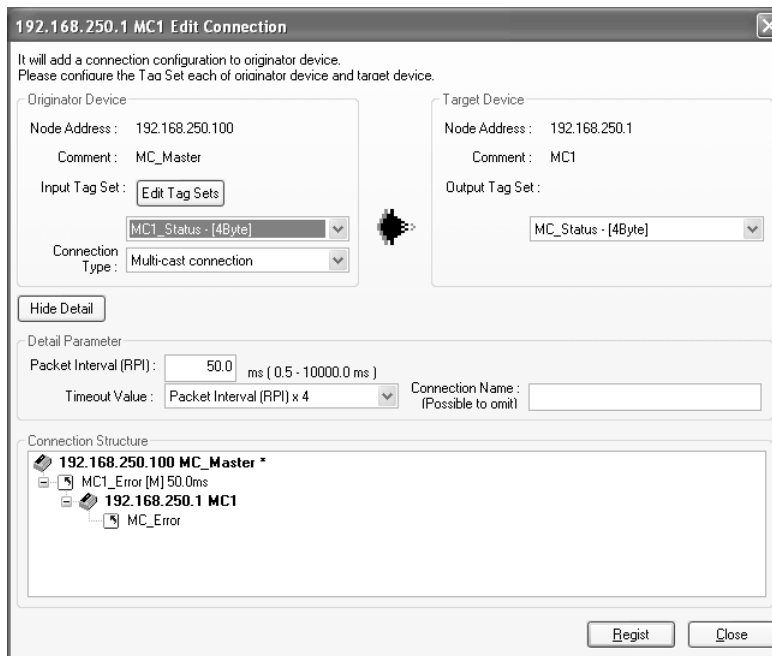 192.168.250.1 MC1 Edit Connection
It will add a connection configuration to originator device.
Please configure the Tag Set each of originator device and target device.
Originator Device
Node Address : 192.168.250.100
Comment : MC_Master
Input Tag Set : Edit Tag Sets
MC1_Status - [4Byte]
Connection
Type : Multi-cast connection
Target Device
Node Address : 192.168.250.1
Comment : MC1
Output Tag Set :
MC_Status - [4Byte]
Hide Detail
Detail Parameter
Packet Interval (RPI) : 50.0 ms ( 0.5 - 10000.0 ms )
Timeout Value : Packet Interval (RPI) x 4
Connection Name :
(Possible to omit)
Connection Structure
192.168.250.100 MC_Master *
MC1_Error [M] 50.0ms
192.168.250.1 MC1
MC_Error
Regist Close